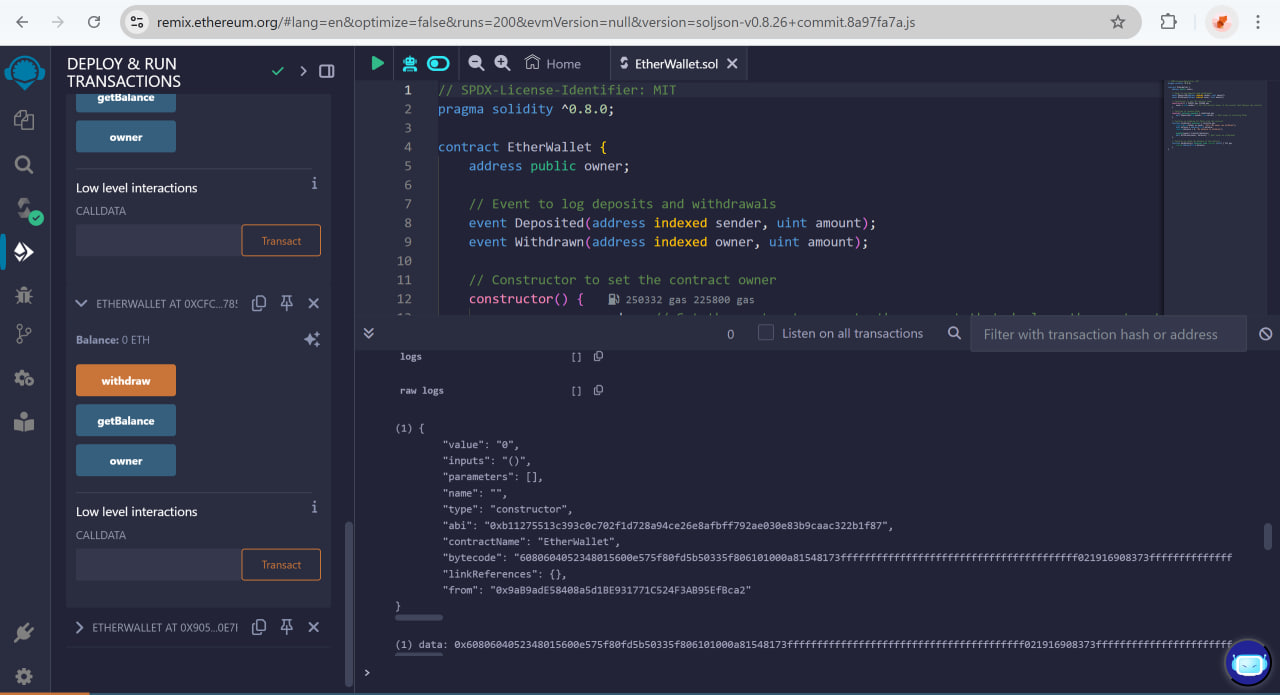 remix.ethereum.org/#lang=en&optimize=false&runs=200&evmVersion=null&version=soljson-v0.8.26+commit.8a97fa7a.js
DEPLOY & RUN
TRANSACTIONS
getBalance
owner
Low level interactions
i
CALLDATA
Transact
ETHERWALLET AT 0XCFC...785
Balance: 0 ETH
withdraw
getBalance
owner
Low level interactions
i
CALLDATA
Transact
ETHERWALLET AT 0X905...0E7F
Home
EtherWallet.sol
1 // SPDX-License-Identifier: MIT
2 pragma solidity ^0.8.0;
3
4 contract EtherWallet {
5 address public owner;
6
7 // Event to log deposits and withdrawals
8 event Deposited(address indexed sender, uint amount);
9 event Withdrawn(address indexed owner, uint amount);
10
11 // Constructor to set the contract owner
12 constructor() { 250332 gas 225800 gas
0
Listen on all transactions
Filter with transaction hash or address
logs []
raw logs []
(1) {
"value": "0",
"inputs": "()",
"parameters": [],
"name": "",
"type": "constructor",
"abi": "0xb11275513c393c0c702f1d728a94ce26e8afbff792ae030e83b9caac322b1f87",
"contractName": "EtherWallet",
"bytecode": "6080604052348015600e575f80fd5b50335f806101000a81548173ffffffffffffffffffffffffffffffffffffffff021916908373ffffffffffffff
"linkReferences": {},
"from": "0x9aB9adE58408a5d1BE931771C524F3AB95EfBca2"
}
(1) data: 0x6080604052348015600e575f80fd5b50335f806101000a81548173ffffffffffffffffffffffffffffffffffffffff021916908373ffffffffffffffffffffff
>